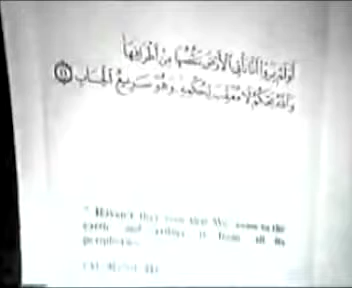 أولم يروا أنا نأتي الأرض ننقصها من أطرافها
والله يحكم لا معقب لحكمه وهو سريع الحساب
" Haven't they seen that We come to the
earth and reduce it from all its
peripheries